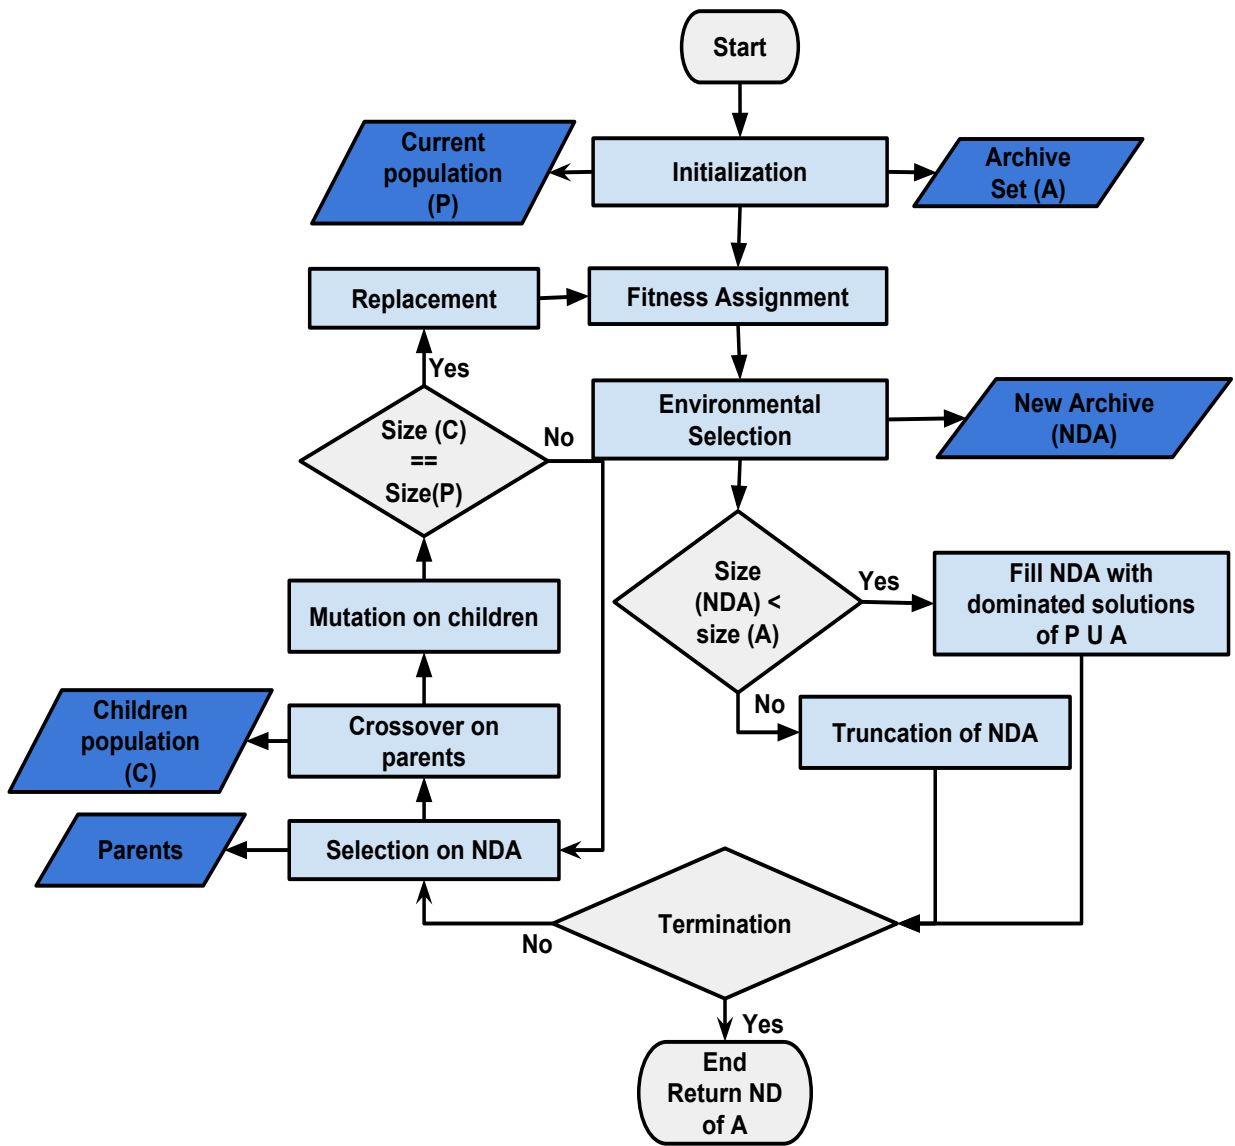 Start
Current
population
(P)
Initialization
Archive
Set (A)
Replacement
Fitness Assignment
Yes
Environmental
Selection
New Archive
(NDA)
Size (C)
==
Size(P)
No
Size
(NDA) <
size (A)
Yes
Fill NDA with
dominated solutions
of P U A
Mutation on children
No
Truncation of NDA
Children
population
(C)
Crossover on
parents
Parents
Selection on NDA
Termination
No
Yes
End
Return ND
of A